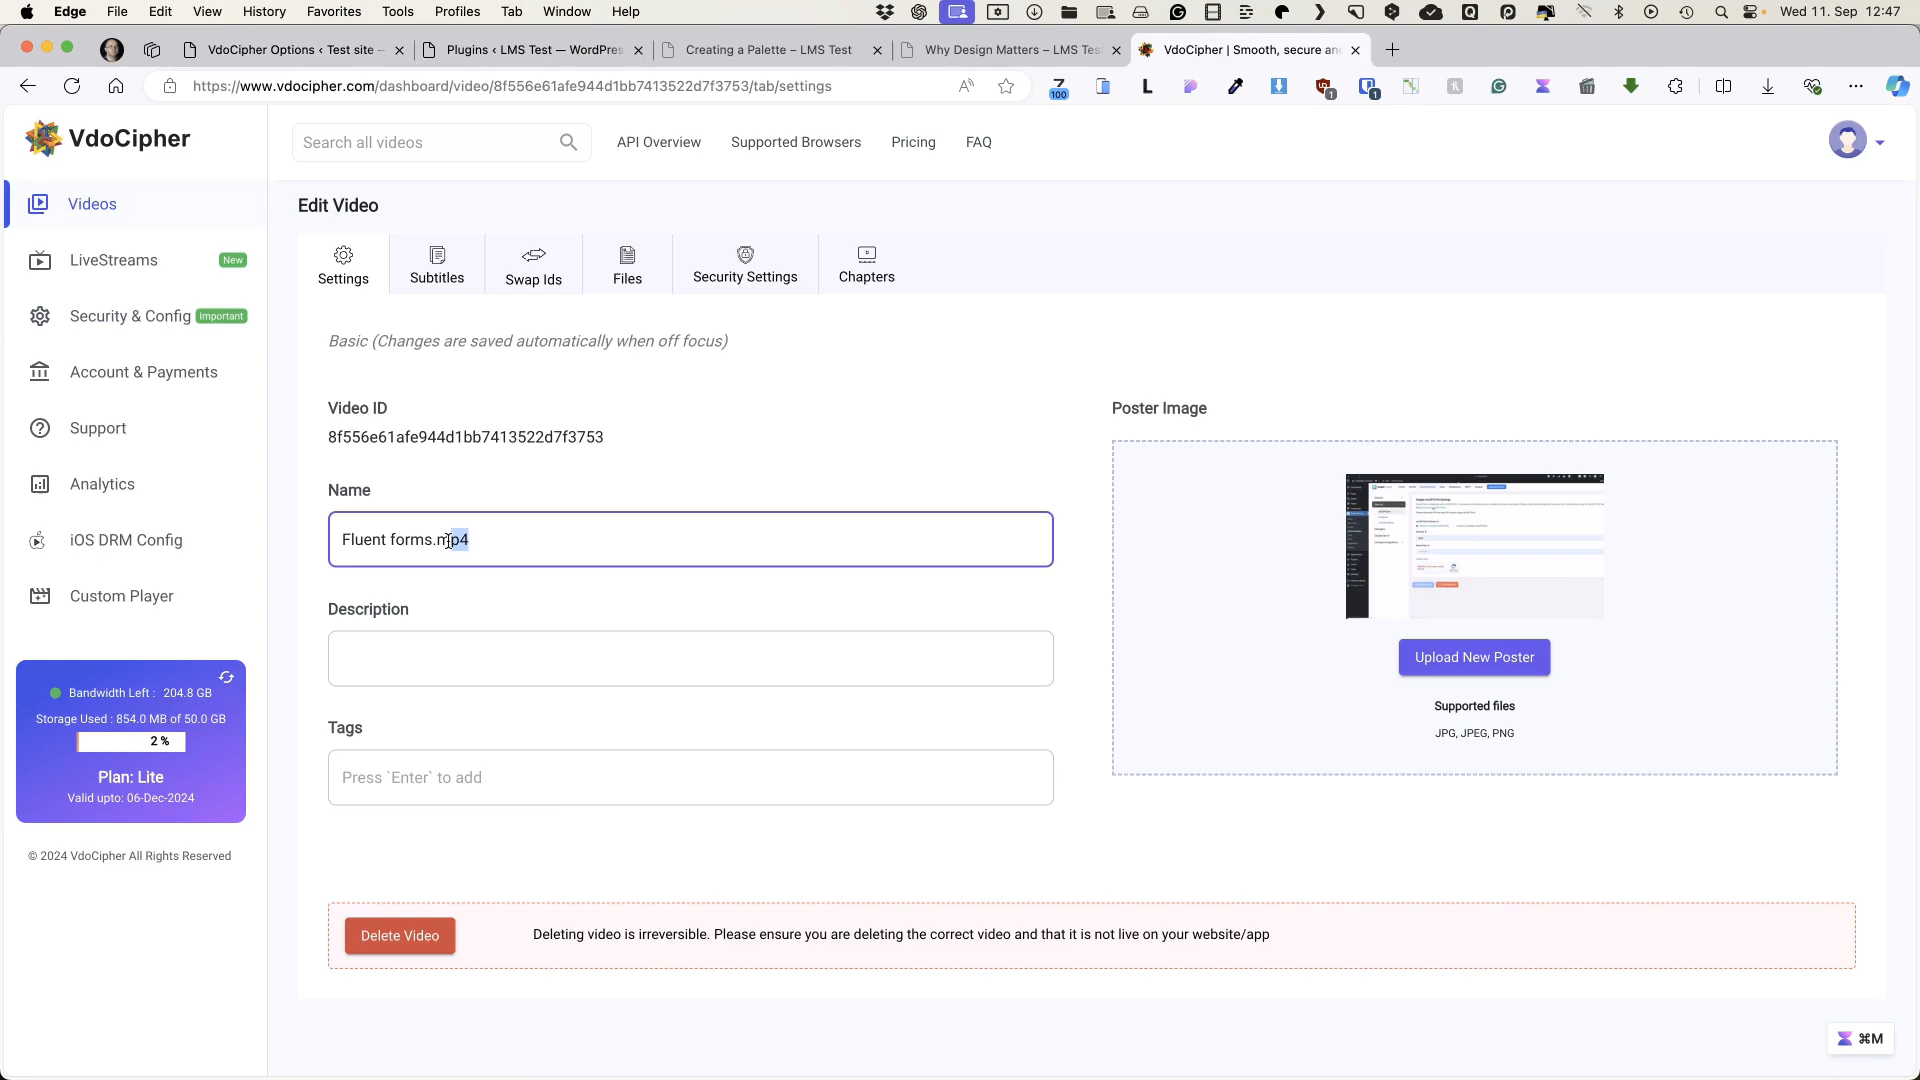 Edge File Edit View History Favorites Tools Profiles Tab Window Help Wed 11. Sep 12:47
VdoCipher Options ‹ Test site – Plugins ‹ LMS Test — WordPres Creating a Palette – LMS Test Why Design Matters – LMS Tes VdoCipher | Smooth, secure an
https://www.vdocipher.com/dashboard/video/8f556e61afe944d1bb7413522d7f3753/tab/settings
100 1 1
VdoCipher
Search all videos API Overview Supported Browsers Pricing FAQ
Videos
LiveStreams New
Security & Config Important
Account & Payments
Support
Analytics
iOS DRM Config
Custom Player
Bandwidth Left : 204.8 GB
Storage Used : 854.0 MB of 50.0 GB
2 %
Plan: Lite
Valid upto: 06-Dec-2024
© 2024 VdoCipher All Rights Reserved
Edit Video
Settings Subtitles Swap Ids Files Security Settings Chapters
Basic (Changes are saved automatically when off focus)
Video ID
8f556e61afe944d1bb7413522d7f3753
Name
Fluent forms.mp4
Description
Tags
Press `Enter` to add
Poster Image
Upload New Poster
Supported files
JPG, JPEG, PNG
Delete Video Deleting video is irreversible. Please ensure you are deleting the correct video and that it is not live on your website/app
⌘M